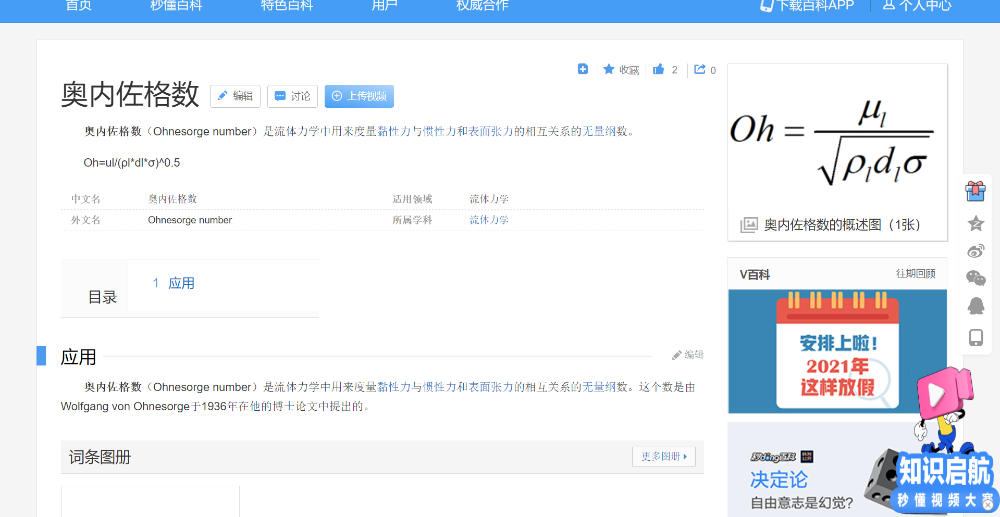 首页 秒懂百科 特色百科 用户 权威合作 下载百科APP 个人中心
收藏 2 0
奥内佐格数 编辑 讨论 上传视频
奥内佐格数（Ohnesorge number）是流体力学中用来度量黏性力与惯性力和表面张力的相互关系的无量纲数。
Oh=ul/(ρl*dl*σ)^0.5
中文名 奥内佐格数 适用领域 流体力学
外文名 Ohnesorge number 所属学科 流体力学
目录
1 应用
应用 编辑
奥内佐格数（Ohnesorge number）是流体力学中用来度量黏性力与惯性力和表面张力的相互关系的无量纲数。这个数是由
Wolfgang von Ohnesorge于1936年在他的博士论文中提出的。
词条图册 更多图册
Oh = μl / √ρldlσ
奥内佐格数的概述图（1张）
V百科 往期回顾
安排上啦！
2021年
这样放假
秒dong百科
决定论
自由意志是幻觉？
知识启航
秒懂视频大赛